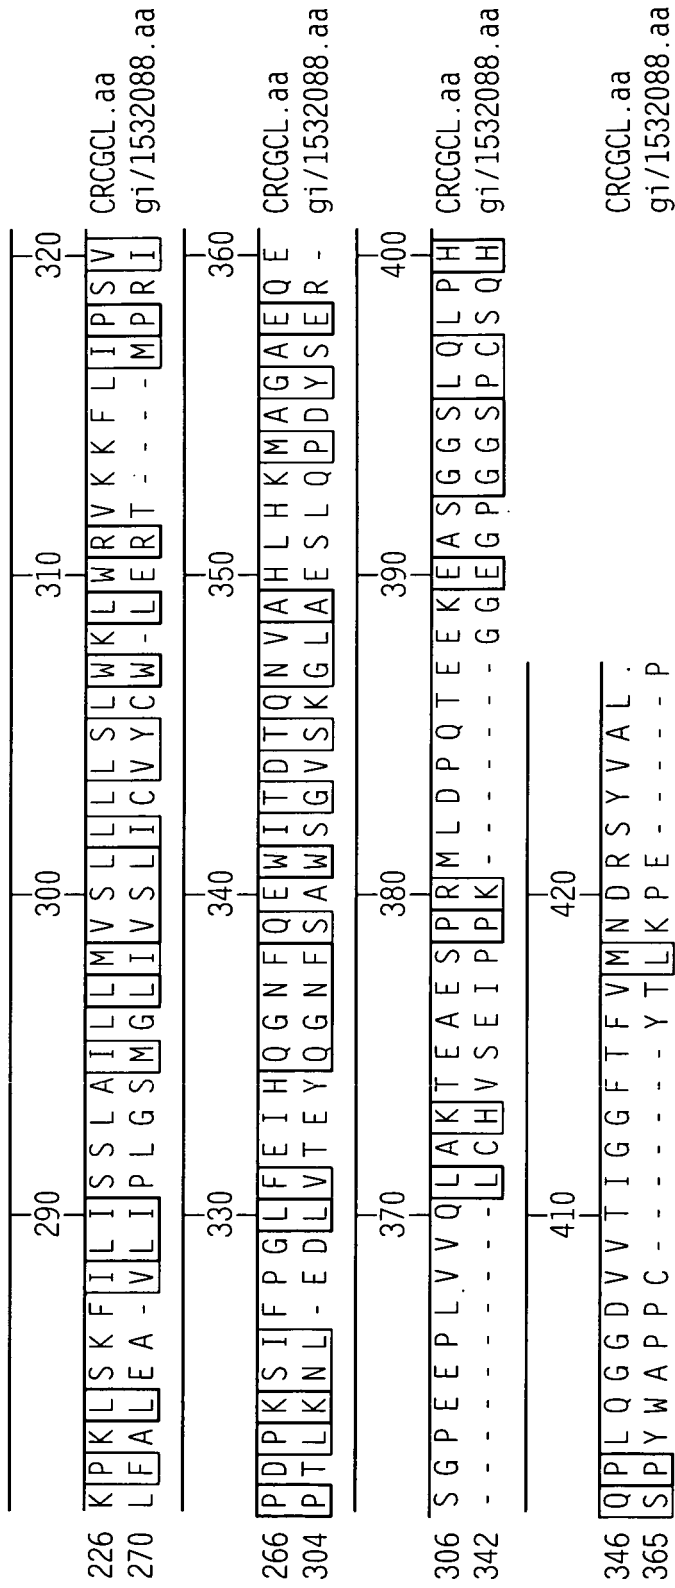 290 300 310 320
226 K P K L S K F I L I S S L A I L L M V S L L L L S L W K L W R V K K F L I P S V CRCGCL.aa
270 L F A L E A - V L I P L G S M G L I V S L I C V Y C W - L E R T - - - - M P R I gi/1532088.aa
330 340 350 360
266 P D P K S I F P G L F E I H Q G N F Q E W I T D T Q N V A H L H K M A G A E Q E CRCGCL.aa
304 P T L K N L - E D L V T E Y Q G N F S A W S G V S K G L A E S L Q P D Y S E R - gi/1532088.aa
370 380 390 400
306 S G P E E P L V V Q L A K T E A E S P R M L D P Q T E E K E A S G G S L Q L P H CRCGCL.aa
342 - - - - - - - - - - L C H V S E I P P K - - - - - - - G G E G P G G S P C S Q H gi/1532088.aa
410 420
346 Q P L Q G G D V V T I G G F T F V M N D R S Y V A L . CRCGCL.aa
365 S P Y W A P P C - - - - - - - Y T L K P E - - - - - P gi/1532088.aa